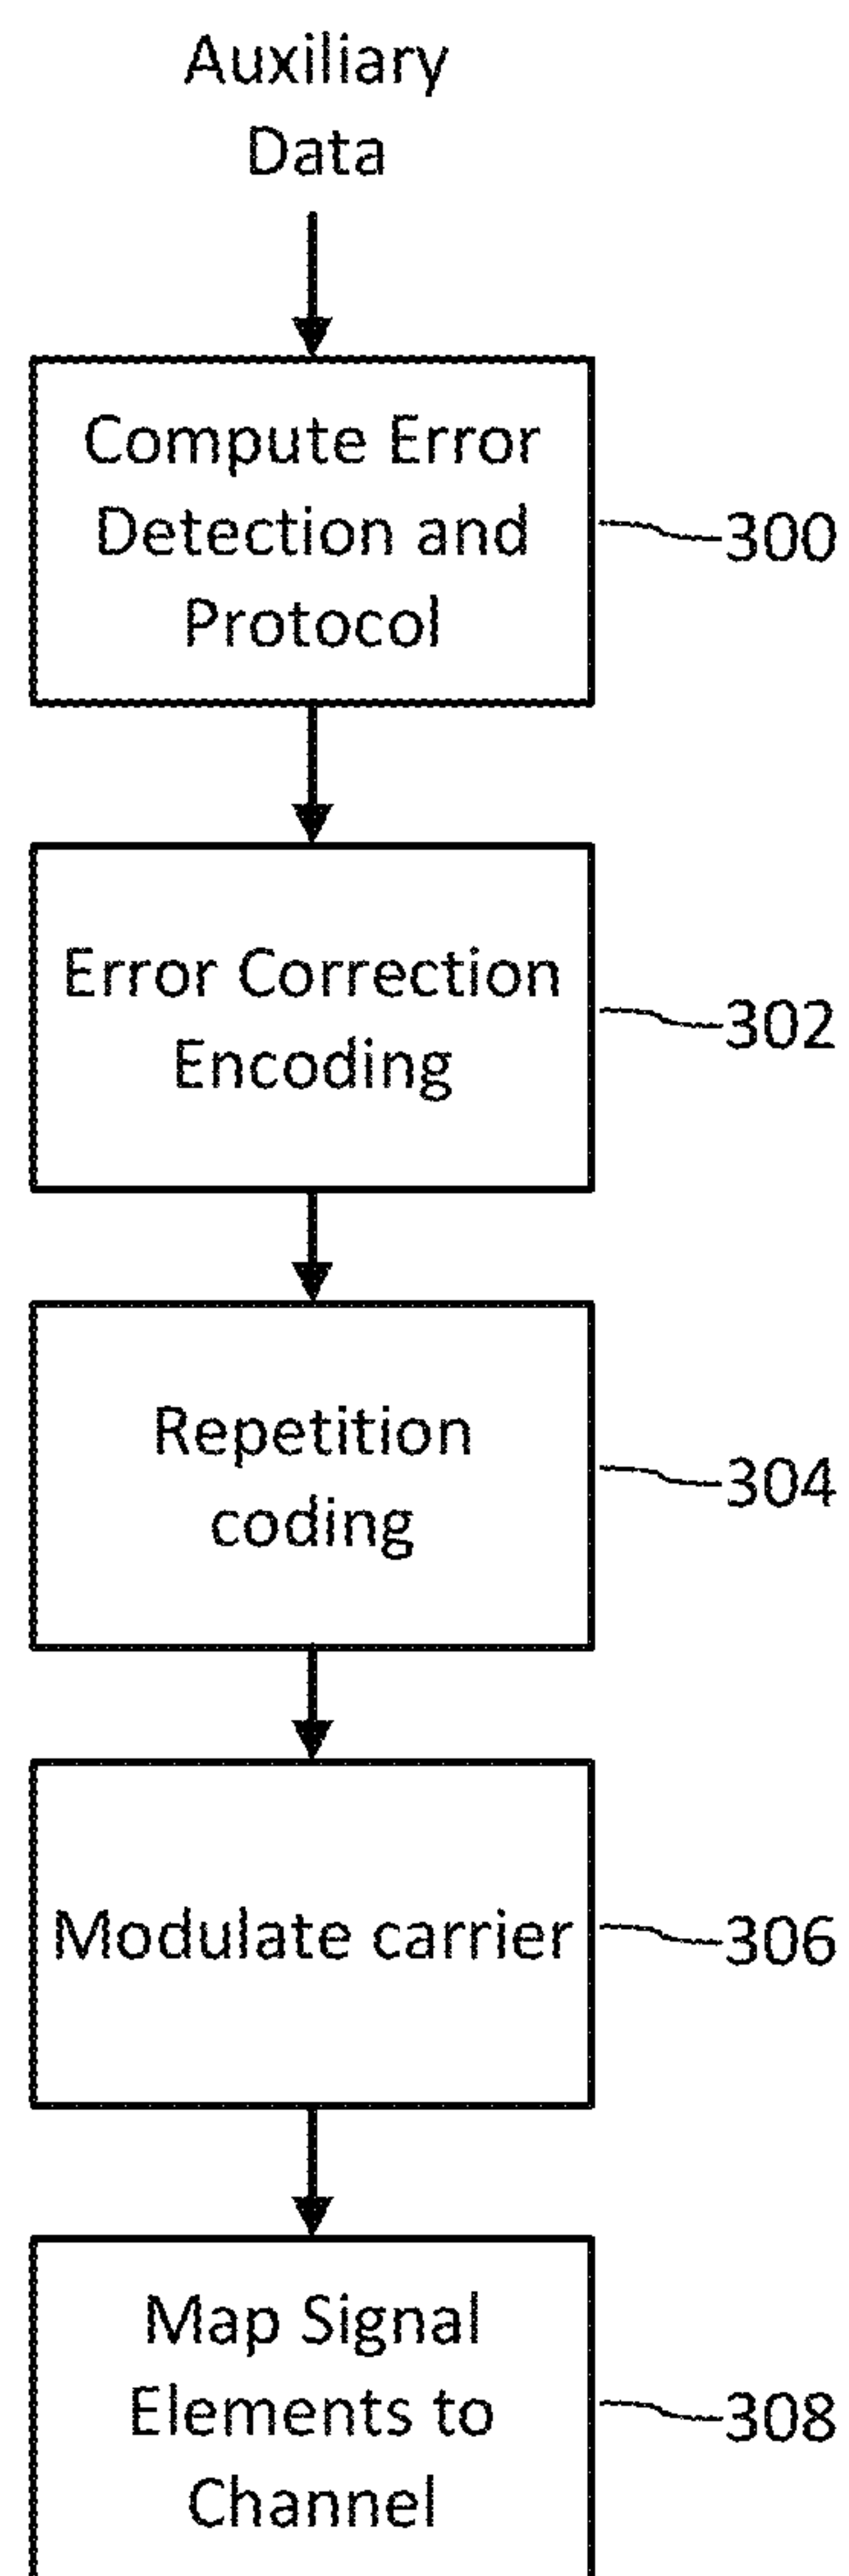 Auxiliary
Data
Compute Error
Detection and
Protocol
300
Error Correction
Encoding
302
Repetition
coding
304
Modulate carrier
306
Map Signal
Elements to
Channel
308